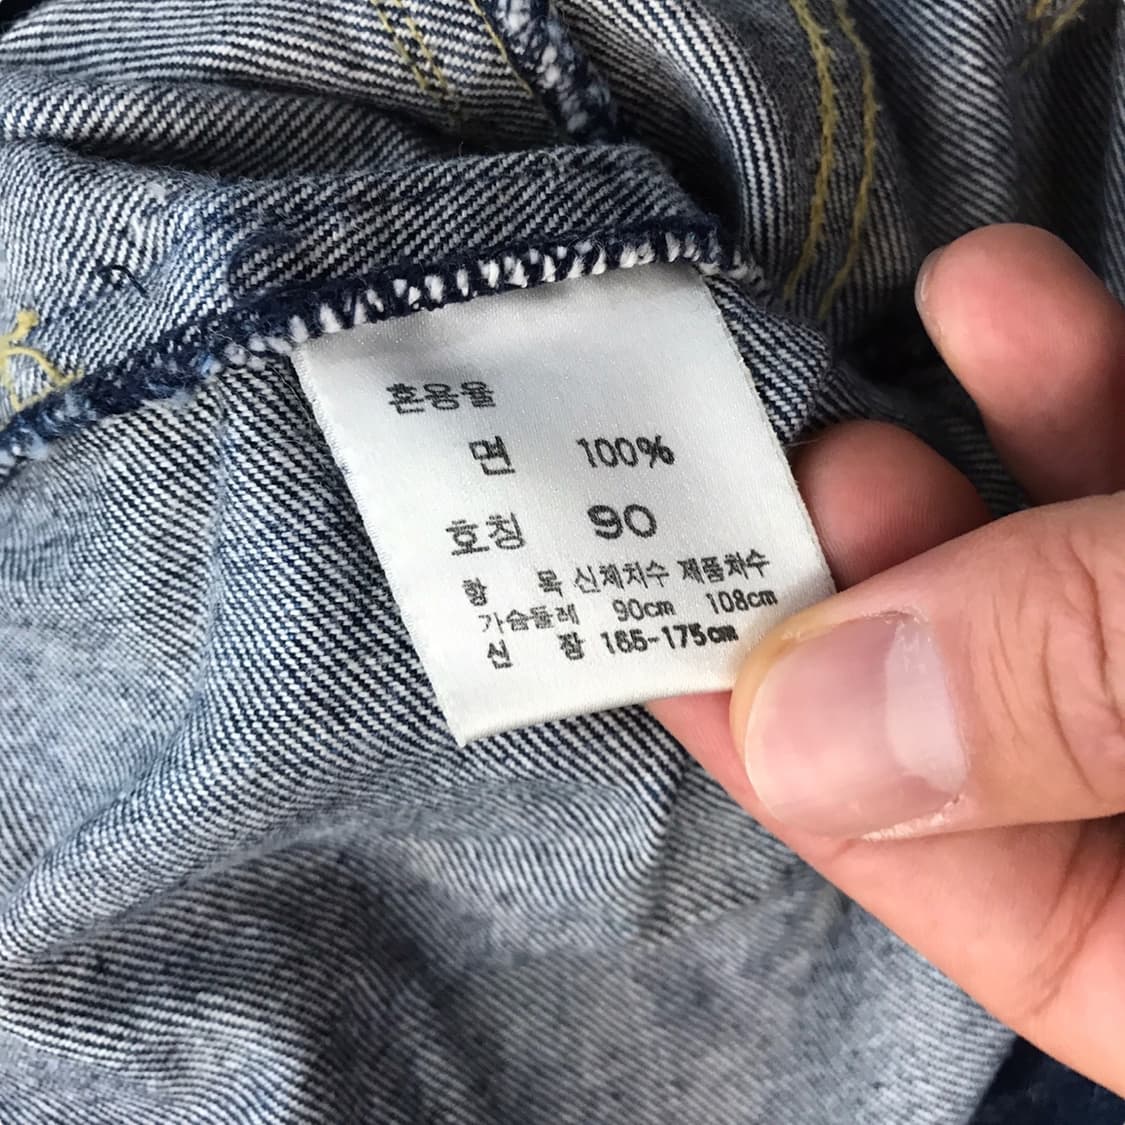 혼용율
면 100%
호칭 90
항 목 신체치수 제품차수
가슴둘레 90cm 108cm
신 장 165-175cm